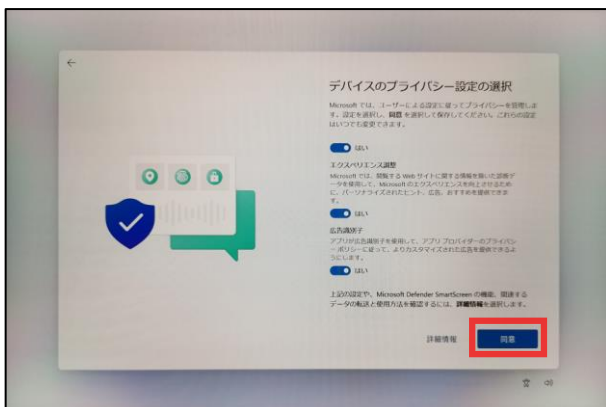 デバイスのプライバシー設定の選択
Microsoft では、ユーザーによる設定に従ってプライバシーを管理しま
す。設定を選択し、同意 を選択して保存してください。これらの設定
はいつでも変更できます。
はい
エクスペリエンス調整
Microsoft では、閲覧する Web サイトに関する情報を除いた診断デ
ータを使用して、Microsoft のエクスペリエンスを向上させるため
に、パーソナライズされたヒント、広告、おすすめを提供できま
す。
はい
広告識別子
アプリが広告識別子を使用して、アプリ プロバイダーのプライバシ
ー ポリシーに従って、よりカスタマイズされた広告を提供できるよ
うにします。
はい
上記の設定や、Microsoft Defender SmartScreen の機能、関連する
データの転送と使用方法を確認するには、詳細情報を選択します。
詳細情報
同意